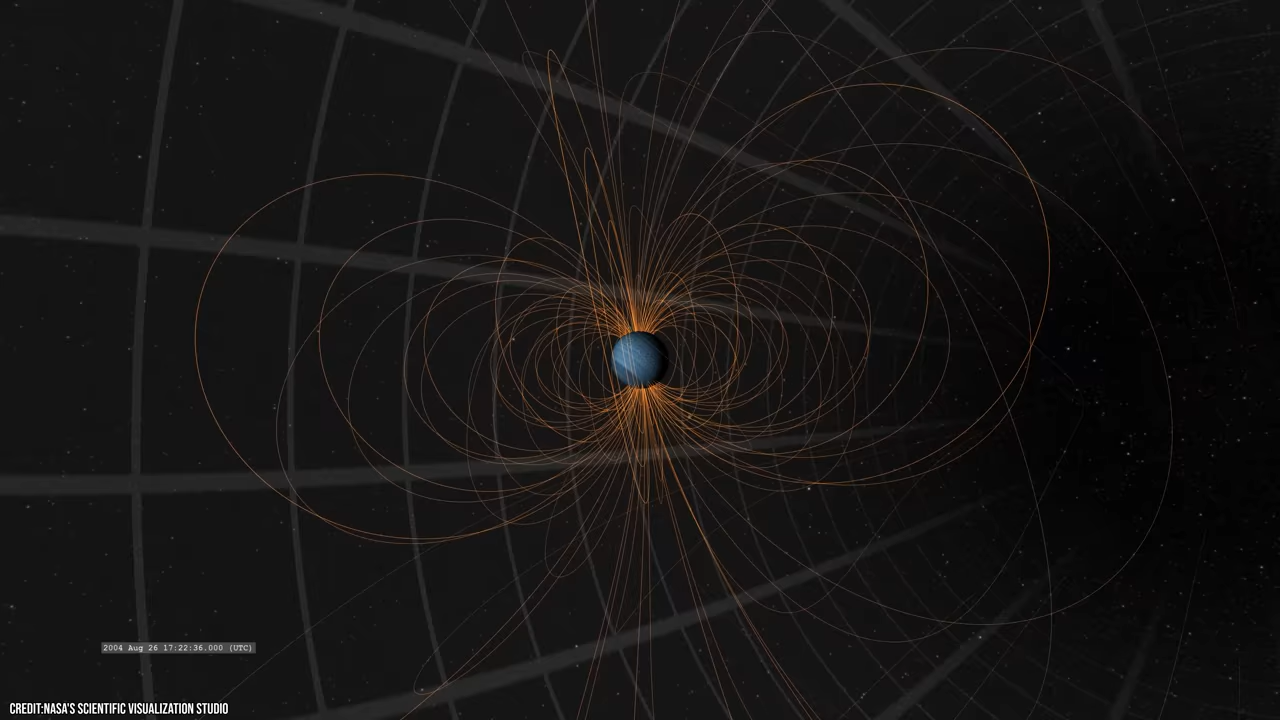 2004 Aug 26 17:22:36.000 (UTC)
CREDIT:NASA'S SCIENTIFIC VISUALIZATION STUDIO